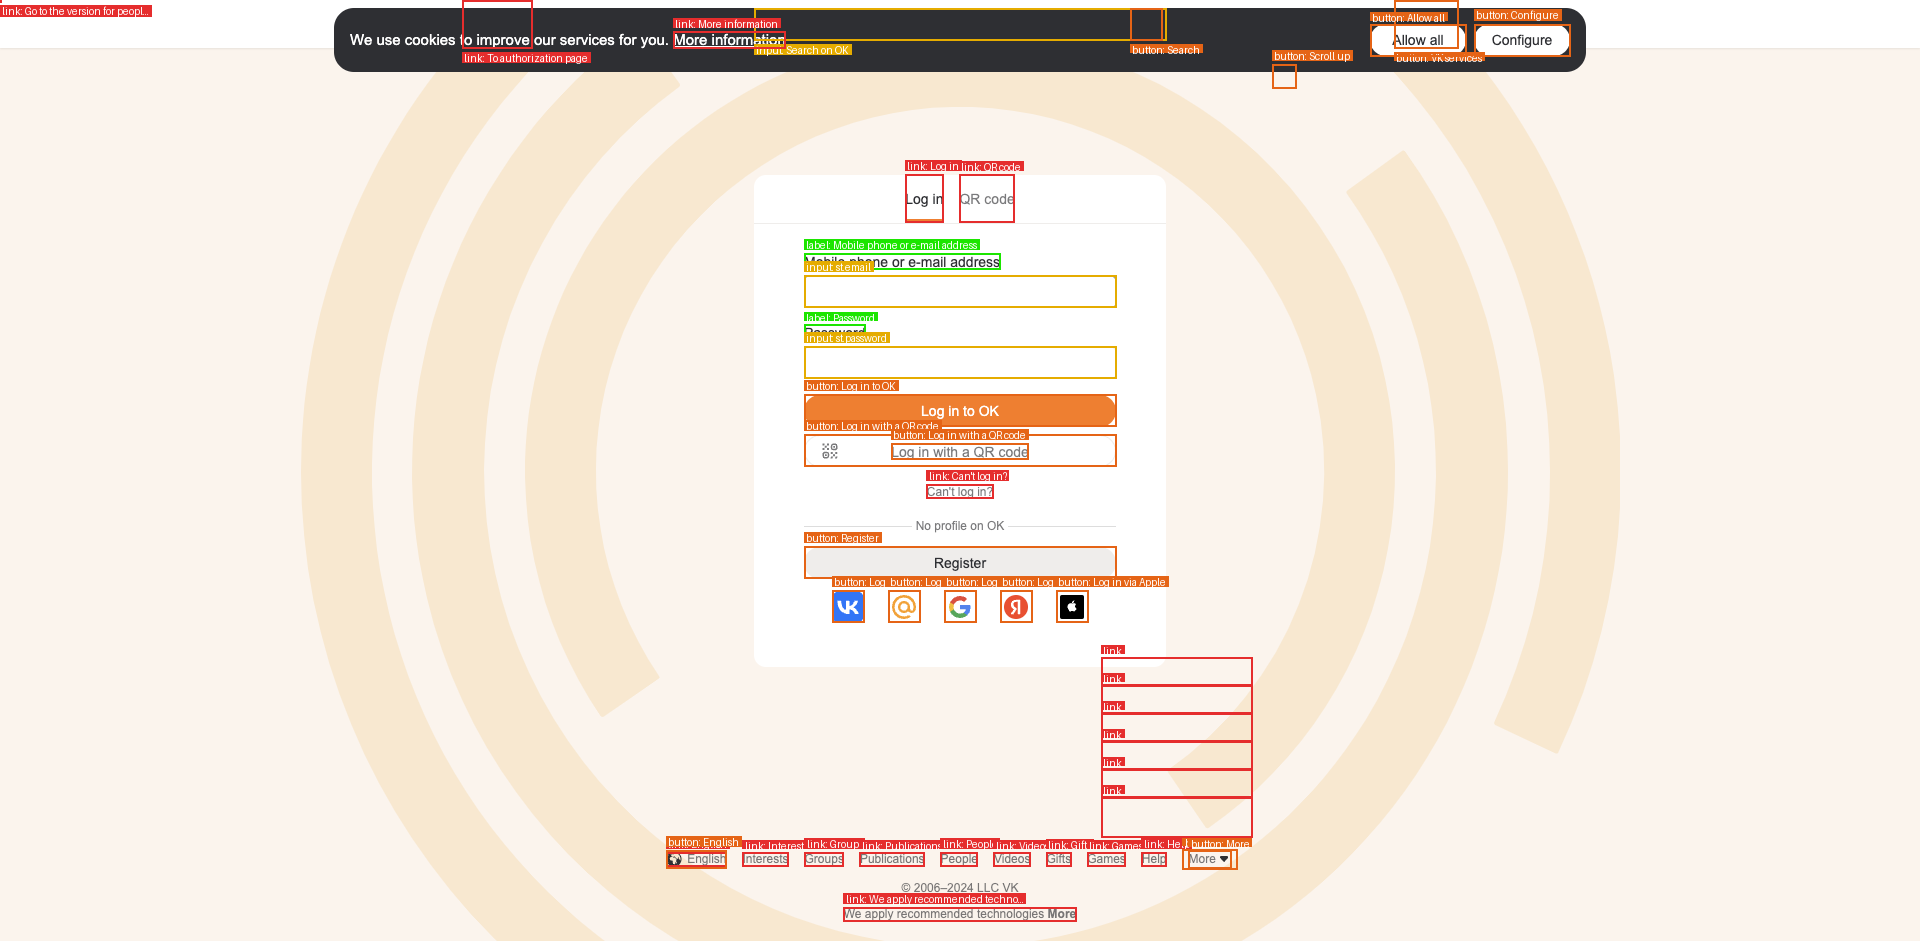 link: Go to the version for peopl...
We use cookies to improve our services for you. More information
link: More information
input: Search on OK
link: To authorization page
button: Search
button: Scroll up
button: Allow all
Allow all
button: VK services
button: Configure
Configure
link: Log in
link: QR code
Log in
QR code
label: Mobile phone or e-mail address
Mobile phone or e-mail address
input: st.email
label: Password
Password
input: st.password
button: Log in to OK
Log in to OK
button: Log in with a QR code
button: Log in with a QR code
Log in with a QR code
link: Can't log in?
Can't log in?
No profile on OK
button: Register
Register
button: Log
button: Log
button: Log
button: Log
button: Log in via Apple
link:
link:
link:
link:
link:
link:
button: English
link: Interest
link: Group
link: Publications
link: People
link: Videos
link: Gift
link: Games
link: He
button: More
English
Interests
Groups
Publications
People
Videos
Gifts
Games
Help
More
© 2006–2024 LLC VK
link: We apply recommended techno...
We apply recommended technologies More